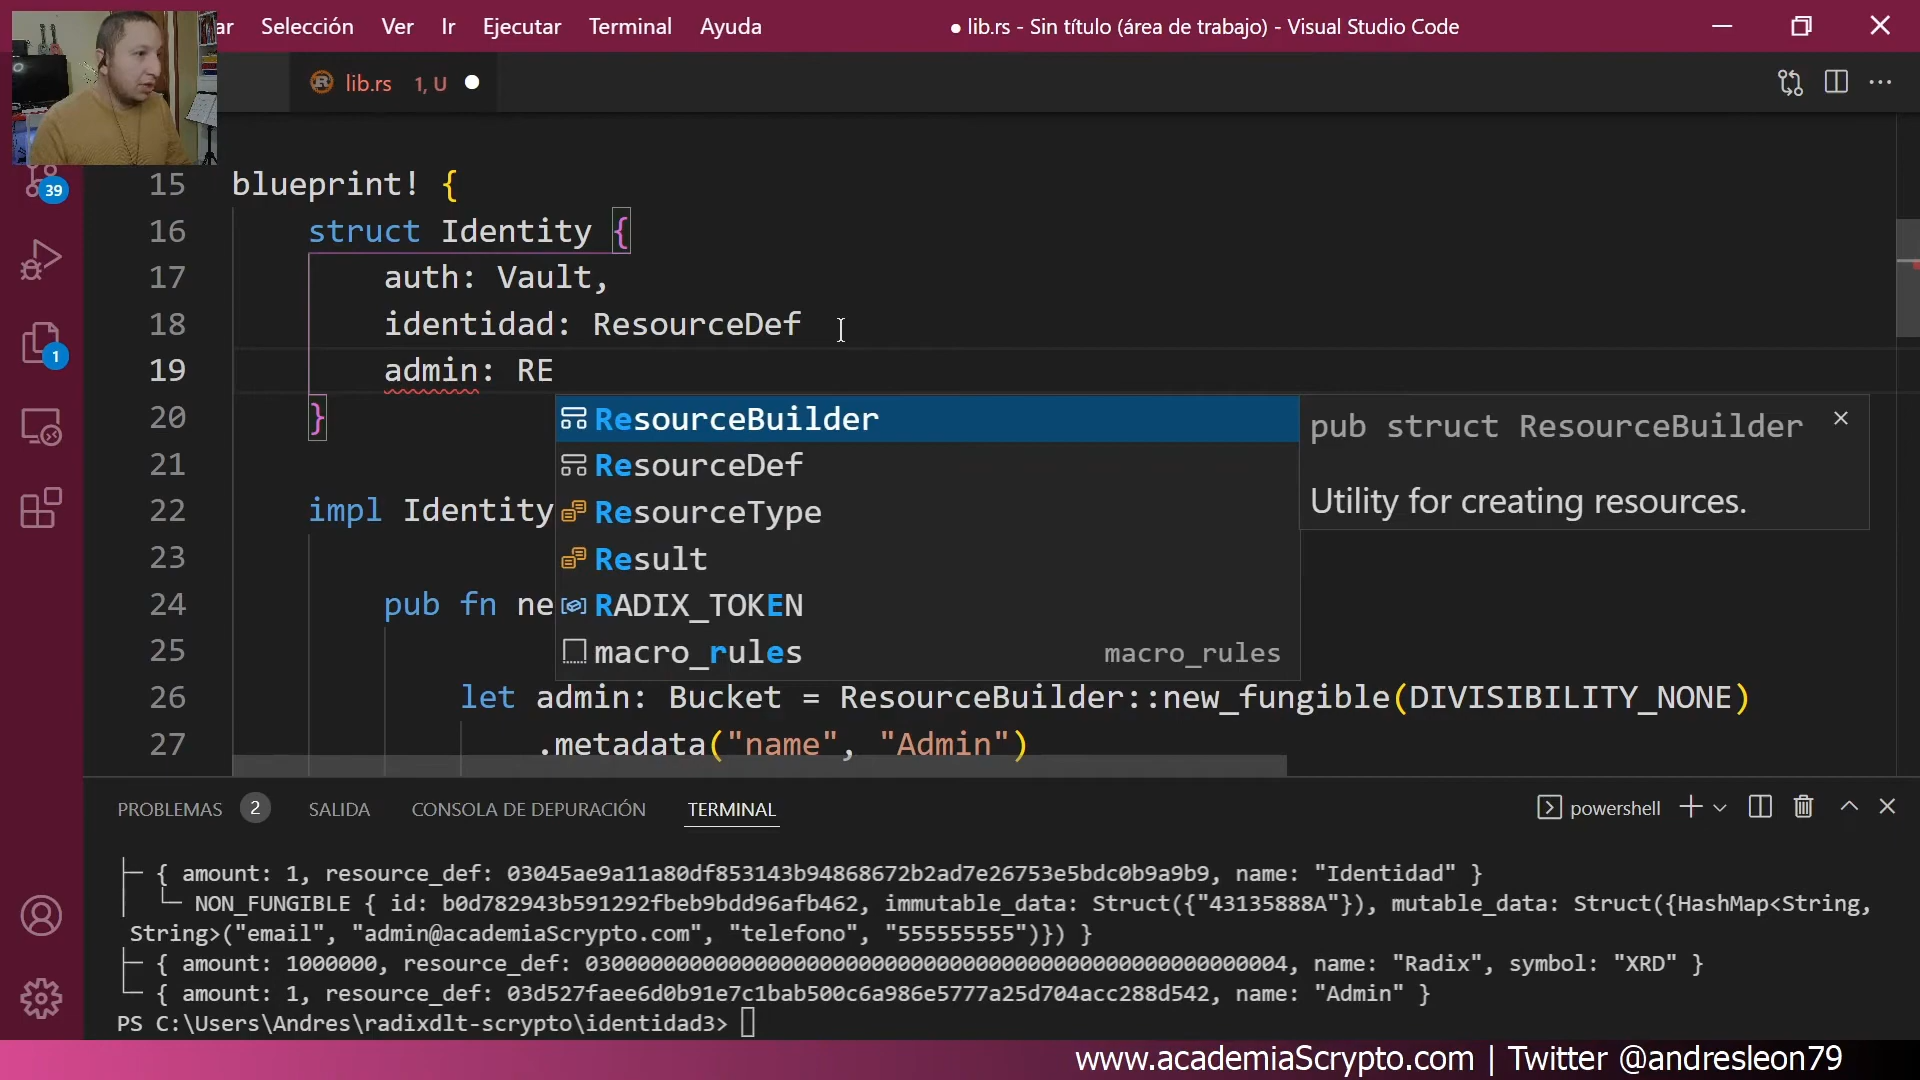 ar Selección Ver Ir Ejecutar Terminal Ayuda ● lib.rs - Sin título (área de trabajo) - Visual Studio Code
lib.rs 1, U
39
1
15 blueprint! {
16 struct Identity {
17 auth: Vault,
18 identidad: ResourceDef
19 admin: RE
20 }
21
22 impl Identity
23
24 pub fn ne
25
26 let admin: Bucket = ResourceBuilder::new_fungible(DIVISIBILITY_NONE)
27 .metadata("name", "Admin")
ResourceBuilder
ResourceDef
ResourceType
Result
RADIX_TOKEN
macro_rules macro_rules
pub struct ResourceBuilder
Utility for creating resources.
PROBLEMAS 2 SALIDA CONSOLA DE DEPURACIÓN TERMINAL powershell
{ amount: 1, resource_def: 03045ae9a11a80df853143b94868672b2ad7e26753e5bdc0b9a9b9, name: "Identidad" }
NON_FUNGIBLE { id: b0d782943b591292fbeb9bdd96afb462, immutable_data: Struct({"43135888A"}), mutable_data: Struct({HashMap<String,
String>("email", "admin@academiaScrypto.com", "telefono", "555555555")}) }
{ amount: 1000000, resource_def: 030000000000000000000000000000000000000000000000000004, name: "Radix", symbol: "XRD" }
{ amount: 1, resource_def: 03d527faee6d0b91e7c1bab500c6a986e5777a25d704acc288d542, name: "Admin" }
PS C:\Users\Andres\radixdlt-scrypto\identidad3>
www.academiaScrypto.com | Twitter @andresleon79